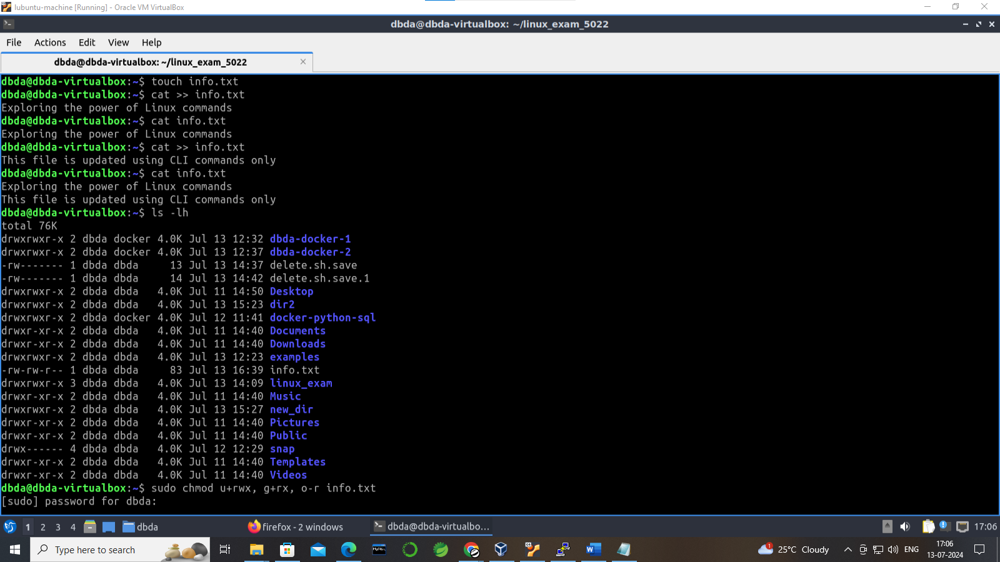 lubuntu-machine [Running] - Oracle VM VirtualBox
dbda@dbda-virtualbox: ~/linux_exam_5022
File Actions Edit View Help
dbda@dbda-virtualbox: ~/linux_exam_5022
dbda@dbda-virtualbox:~$ touch info.txt
dbda@dbda-virtualbox:~$ cat >> info.txt
Exploring the power of Linux commands
dbda@dbda-virtualbox:~$ cat info.txt
Exploring the power of Linux commands
dbda@dbda-virtualbox:~$ cat >> info.txt
This file is updated using CLI commands only
dbda@dbda-virtualbox:~$ cat info.txt
Exploring the power of Linux commands
This file is updated using CLI commands only
dbda@dbda-virtualbox:~$ ls -lh
total 76K
drwxrwxr-x 2 dbda docker 4.0K Jul 13 12:32 dbda-docker-1
drwxrwxr-x 2 dbda docker 4.0K Jul 13 12:37 dbda-docker-2
-rw------- 1 dbda dbda     13 Jul 13 14:37 delete.sh.save
-rw------- 1 dbda dbda     14 Jul 13 14:42 delete.sh.save.1
drwxrwxr-x 2 dbda dbda   4.0K Jul 11 14:50 Desktop
drwxrwxr-x 2 dbda dbda   4.0K Jul 13 15:23 dir2
drwxrwxr-x 2 dbda docker 4.0K Jul 12 11:41 docker-python-sql
drwxr-xr-x 2 dbda dbda   4.0K Jul 11 14:40 Documents
drwxr-xr-x 2 dbda dbda   4.0K Jul 11 14:40 Downloads
drwxrwxr-x 2 dbda dbda   4.0K Jul 13 12:23 examples
-rw-rw-r-- 1 dbda dbda     83 Jul 13 16:39 info.txt
drwxrwxr-x 3 dbda dbda   4.0K Jul 13 14:09 linux_exam
drwxr-xr-x 2 dbda dbda   4.0K Jul 11 14:40 Music
drwxrwxr-x 2 dbda dbda   4.0K Jul 13 15:27 new_dir
drwxr-xr-x 2 dbda dbda   4.0K Jul 11 14:40 Pictures
drwxr-xr-x 2 dbda dbda   4.0K Jul 11 14:40 Public
drwx------ 4 dbda dbda   4.0K Jul 12 12:29 snap
drwxr-xr-x 2 dbda dbda   4.0K Jul 11 14:40 Templates
drwxr-xr-x 2 dbda dbda   4.0K Jul 11 14:40 Videos
dbda@dbda-virtualbox:~$ sudo chmod u+rwx, g+rx, o-r info.txt
[sudo] password for dbda:
1 2 3 4 dbda firefox - 2 windows dbda@dbda-virtualbo... 17:06
Type here to search 25°C Cloudy ENG 17:06
13-07-2024